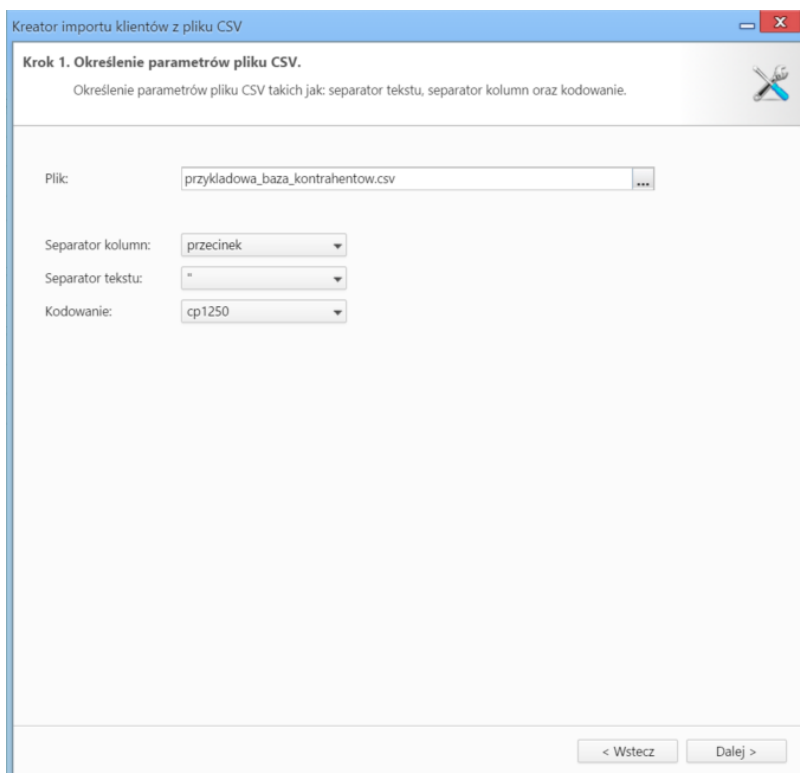 Kreator importu klientów z pliku CSV
Krok 1. Określenie parametrów pliku CSV.
Określenie parametrów pliku CSV takich jak: separator tekstu, separator kolumn oraz kodowanie.
Plik: przykladowa_baza_kontrahentow.csv ...
Separator kolumn: przecinek
Separator tekstu: "
Kodowanie: cp1250
< Wstecz Dalej >